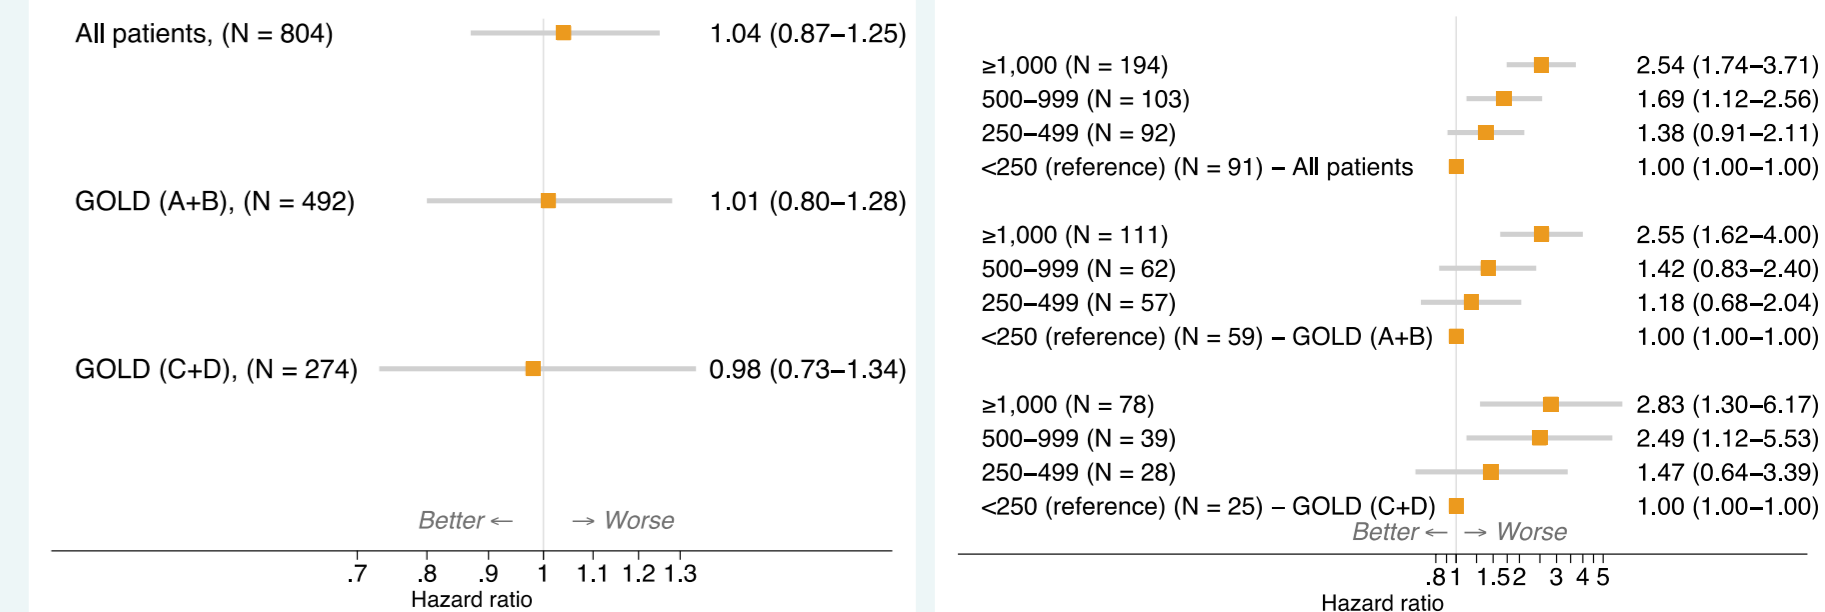 All patients, (N = 804) 1.04 (0.87–1.25)
GOLD (A+B), (N = 492) 1.01 (0.80–1.28)
GOLD (C+D), (N = 274) 0.98 (0.73–1.34)
Better ← → Worse
.7 .8 .9 1 1.1 1.2 1.3
Hazard ratio
≥1,000 (N = 194) 2.54 (1.74–3.71)
500–999 (N = 103) 1.69 (1.12–2.56)
250–499 (N = 92) 1.38 (0.91–2.11)
<250 (reference) (N = 91) – All patients 1.00 (1.00–1.00)
≥1,000 (N = 111) 2.55 (1.62–4.00)
500–999 (N = 62) 1.42 (0.83–2.40)
250–499 (N = 57) 1.18 (0.68–2.04)
<250 (reference) (N = 59) – GOLD (A+B) 1.00 (1.00–1.00)
≥1,000 (N = 78) 2.83 (1.30–6.17)
500–999 (N = 39) 2.49 (1.12–5.53)
250–499 (N = 28) 1.47 (0.64–3.39)
<250 (reference) (N = 25) – GOLD (C+D) 1.00 (1.00–1.00)
Better ← → Worse
.8 1 1.5 2 3 4 5
Hazard ratio